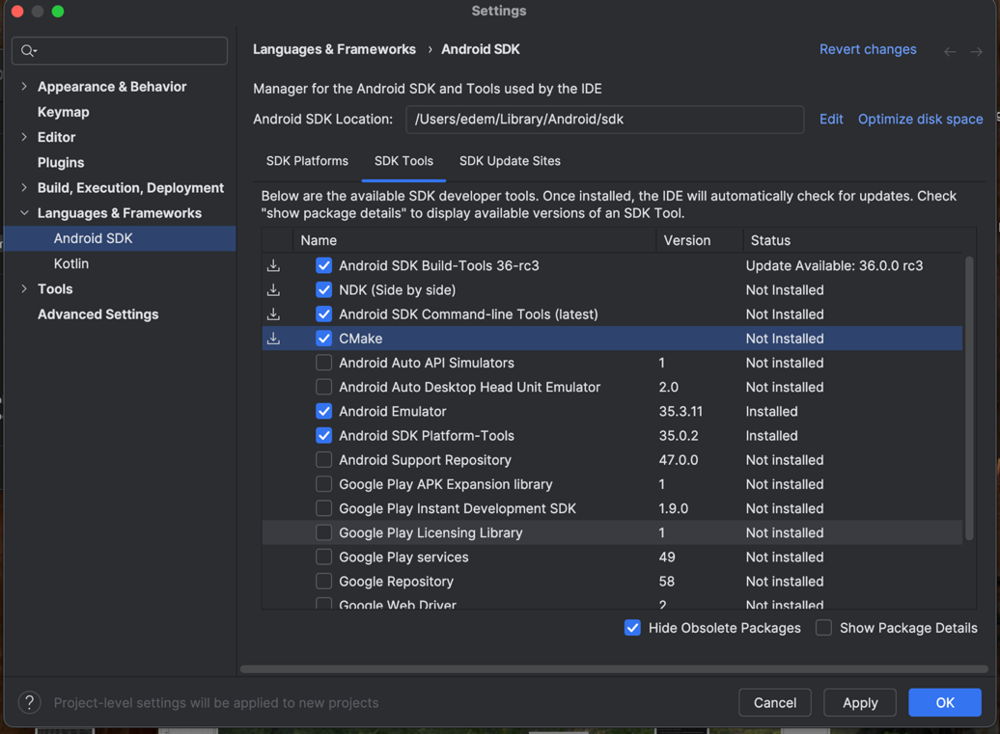 Settings
Languages & Frameworks › Android SDK
Revert changes
Appearance & Behavior
Keymap
Editor
Plugins
Build, Execution, Deployment
Languages & Frameworks
Android SDK
Kotlin
Tools
Advanced Settings
Manager for the Android SDK and Tools used by the IDE
Android SDK Location: /Users/edem/Library/Android/sdk Edit Optimize disk space
SDK Platforms SDK Tools SDK Update Sites
Below are the available SDK developer tools. Once installed, the IDE will automatically check for updates. Check
"show package details" to display available versions of an SDK Tool.
Name Version Status
Android SDK Build-Tools 36-rc3 Update Available: 36.0.0 rc3
NDK (Side by side) Not Installed
Android SDK Command-line Tools (latest) Not Installed
CMake Not Installed
Android Auto API Simulators 1 Not installed
Android Auto Desktop Head Unit Emulator 2.0 Not installed
Android Emulator 35.3.11 Installed
Android SDK Platform-Tools 35.0.2 Installed
Android Support Repository 47.0.0 Not installed
Google Play APK Expansion library 1 Not installed
Google Play Instant Development SDK 1.9.0 Not installed
Google Play Licensing Library 1 Not installed
Google Play services 49 Not installed
Google Repository 58 Not installed
Google Web Driver 2 Not installed
Hide Obsolete Packages Show Package Details
? Project-level settings will be applied to new projects
Cancel Apply OK